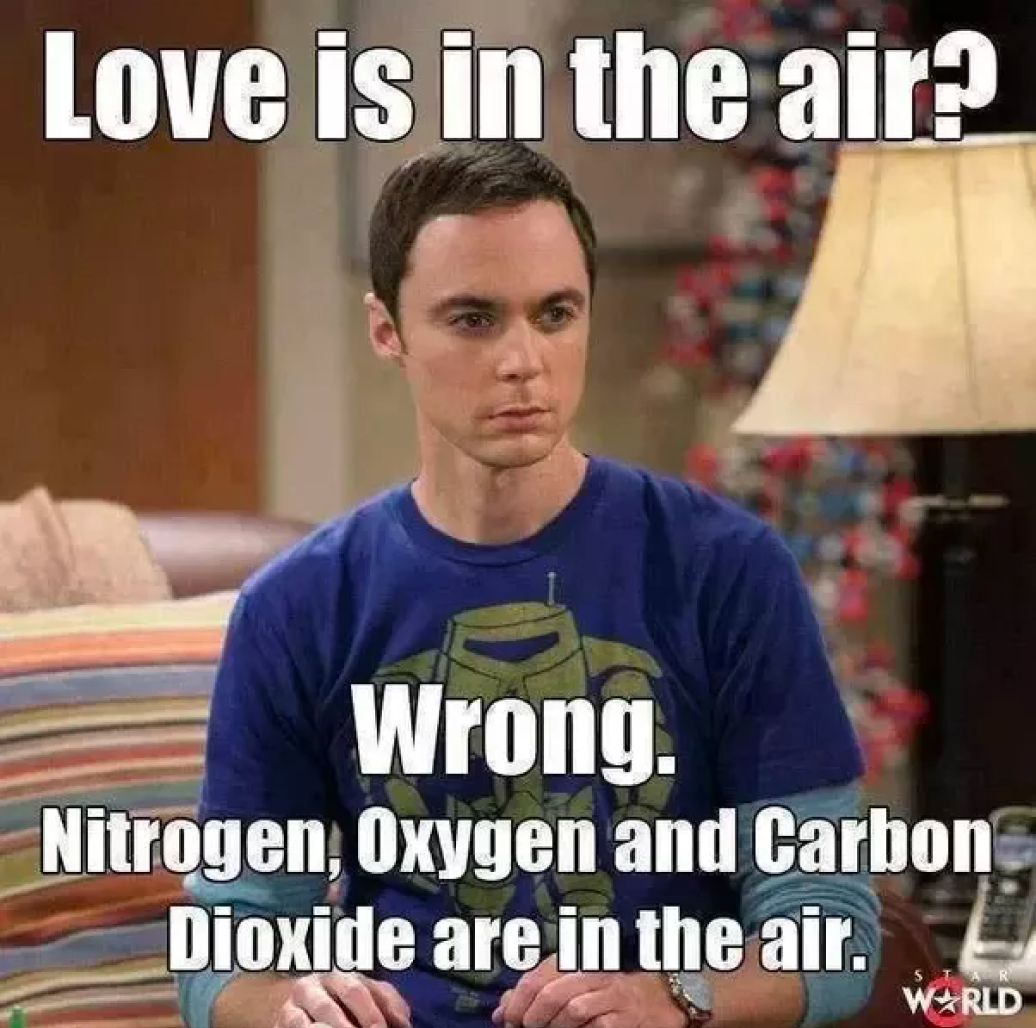 Love is in the air?
Wrong.
Nitrogen, Oxygen and Carbon
Dioxide are in the air.
STAR
WORLD